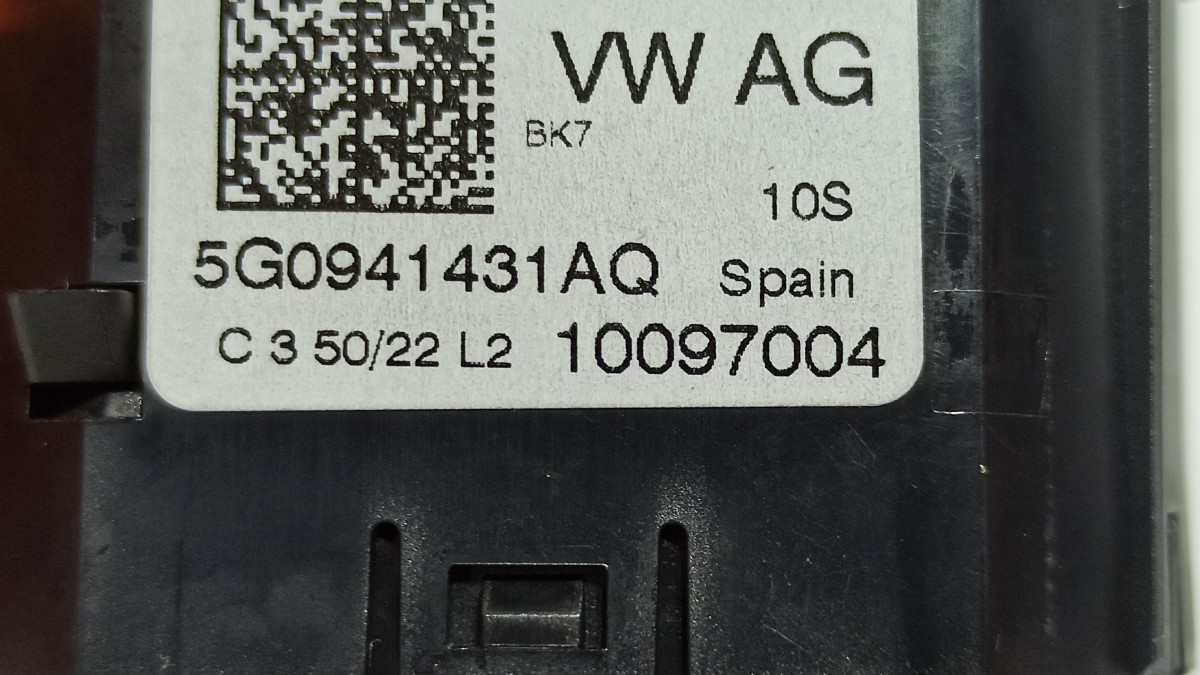 VW AG
BK7
10S
5G0941431AQ Spain
C 3 50/22 L2 10097004